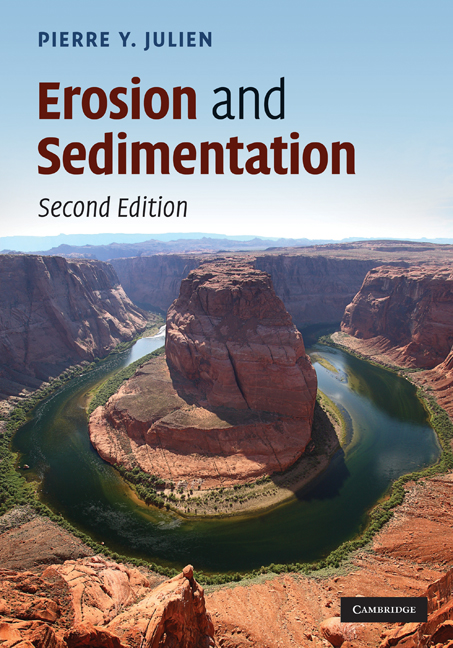 PIERRE Y. JULIEN
Erosion and
Sedimentation
Second Edition
CAMBRIDGE